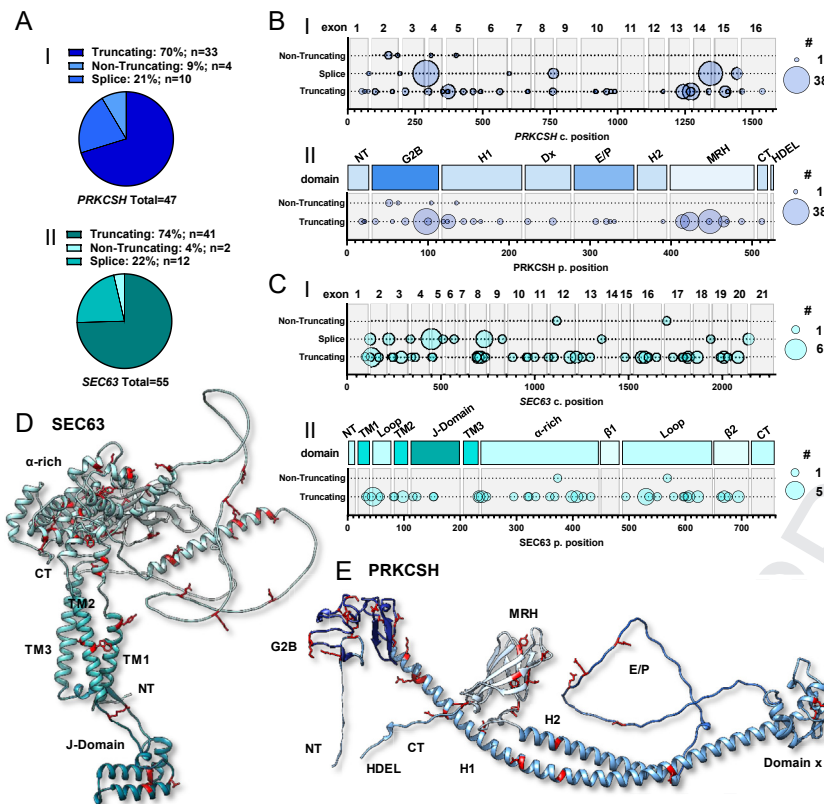 A
I
Truncating: 70%, n=33
Non-Truncating: 9%; n=4
Splice: 21%; n=10
PRKCSH Total=47
II
Truncating: 74%; n=41
Non-Truncating: 4%; n=2
Splice: 22%; n=12
SEC63 Total=55
B
I exon 1 2 3 4 5 6 7 8 9 10 11 12 13 14 15 16
Non-Truncating
Splice
Truncating
0 250 500 750 1000 1250 1500
PRKCSH c. position
#
1
38
II
NT G2B H1 Dx E/P H2 MRH CT HDEL
domain
Non-Truncating
Truncating
0 100 200 300 400 500
PRKCSH p. position
#
1
38
C
I exon 1 2 3 4 5 6 7 8 9 10 11 12 13 14 15 16 17 18 19 20 21
Non-Truncating
Splice
Truncating
0 500 1000 1500 2000
SEC63 c. position
#
1
6
II
NT TM1 Loop TM2 J-Domain TM3 α-rich β1 Loop β2 CT
domain
Non-Truncating
Truncating
0 100 200 300 400 500 600 700
SEC63 p. position
#
1
5
D SEC63
α-rich
CT
TM2
TM3
TM1
NT
J-Domain
E PRKCSH
G2B
MRH
E/P
NT
HDEL
CT
H1
H2
Domain x